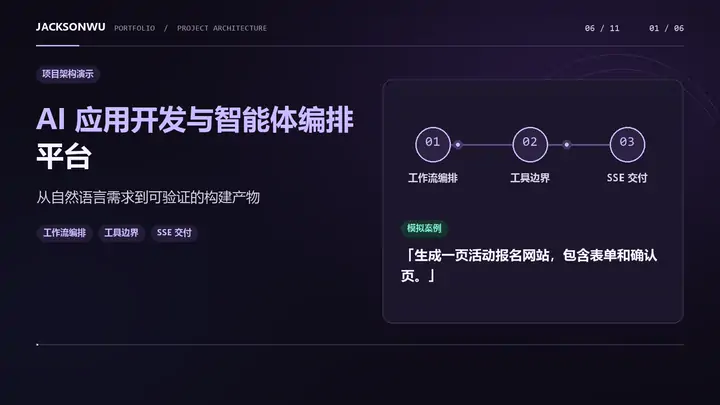 JACKSONWU PORTFOLIO / PROJECT ARCHITECTURE 06 / 11 01 / 06
项目架构演示
AI 应用开发与智能体编排
平台
从自然语言需求到可验证的构建产物
工作流编排 工具边界 SSE 交付
01 02 03
工作流编排 工具边界 SSE 交付
模拟案例
「生成一页活动报名网站，包含表单和确认
页。」